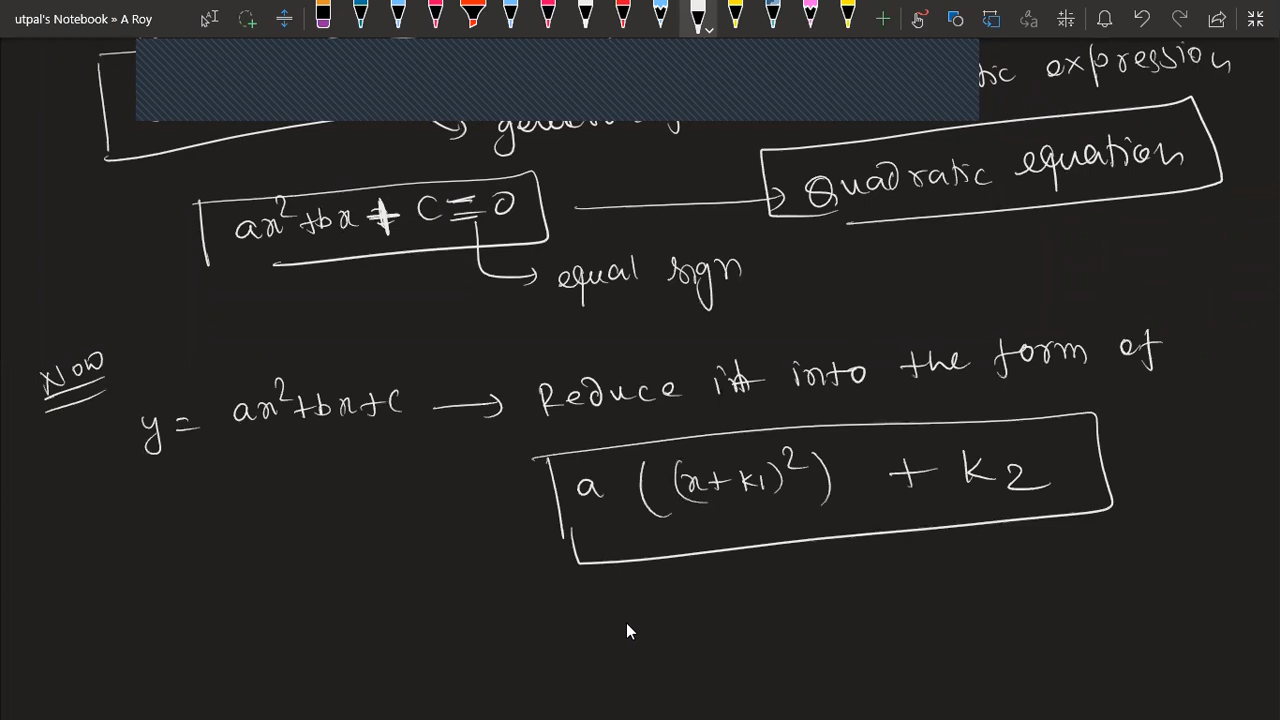 utpal's Notebook » A Roy
expression
ax²+bx + C = 0 → Quadratic equation
equal sign
Now
y = ax²+bx+c → Reduce it into the form of
a ((x+k1)²) + k2